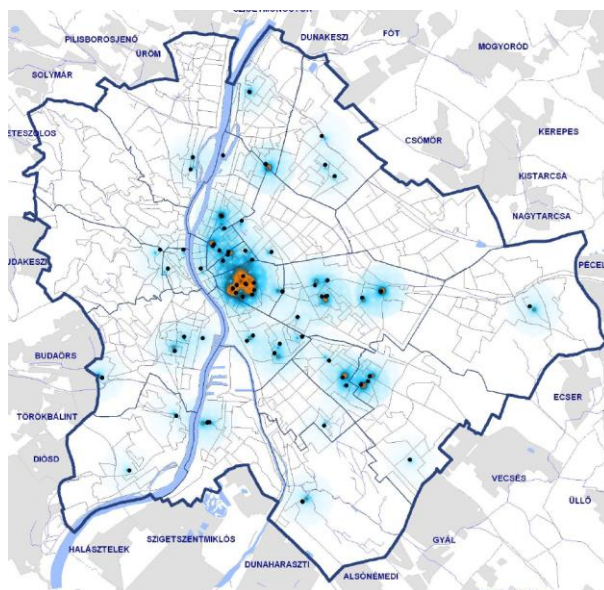 DUNAKESZI
FÓT
PILISBOROSJENŐ
MOGYORÓD
ÜRÖM
SOLYMÁR
CSÖMÖR
KEREPES
KISTARCSA
NAGYTARCSA
PÉCEL
BUDAÖRS
ECSER
TÖRÖKBÁLINT
DIÓSD
VECSÉS
ÜLLŐ
SZIGETSZENTMIKLÓS
GYÁL
HALÁSZTELEK
DUNAHARASZTI
ALSÓNÉMEDI